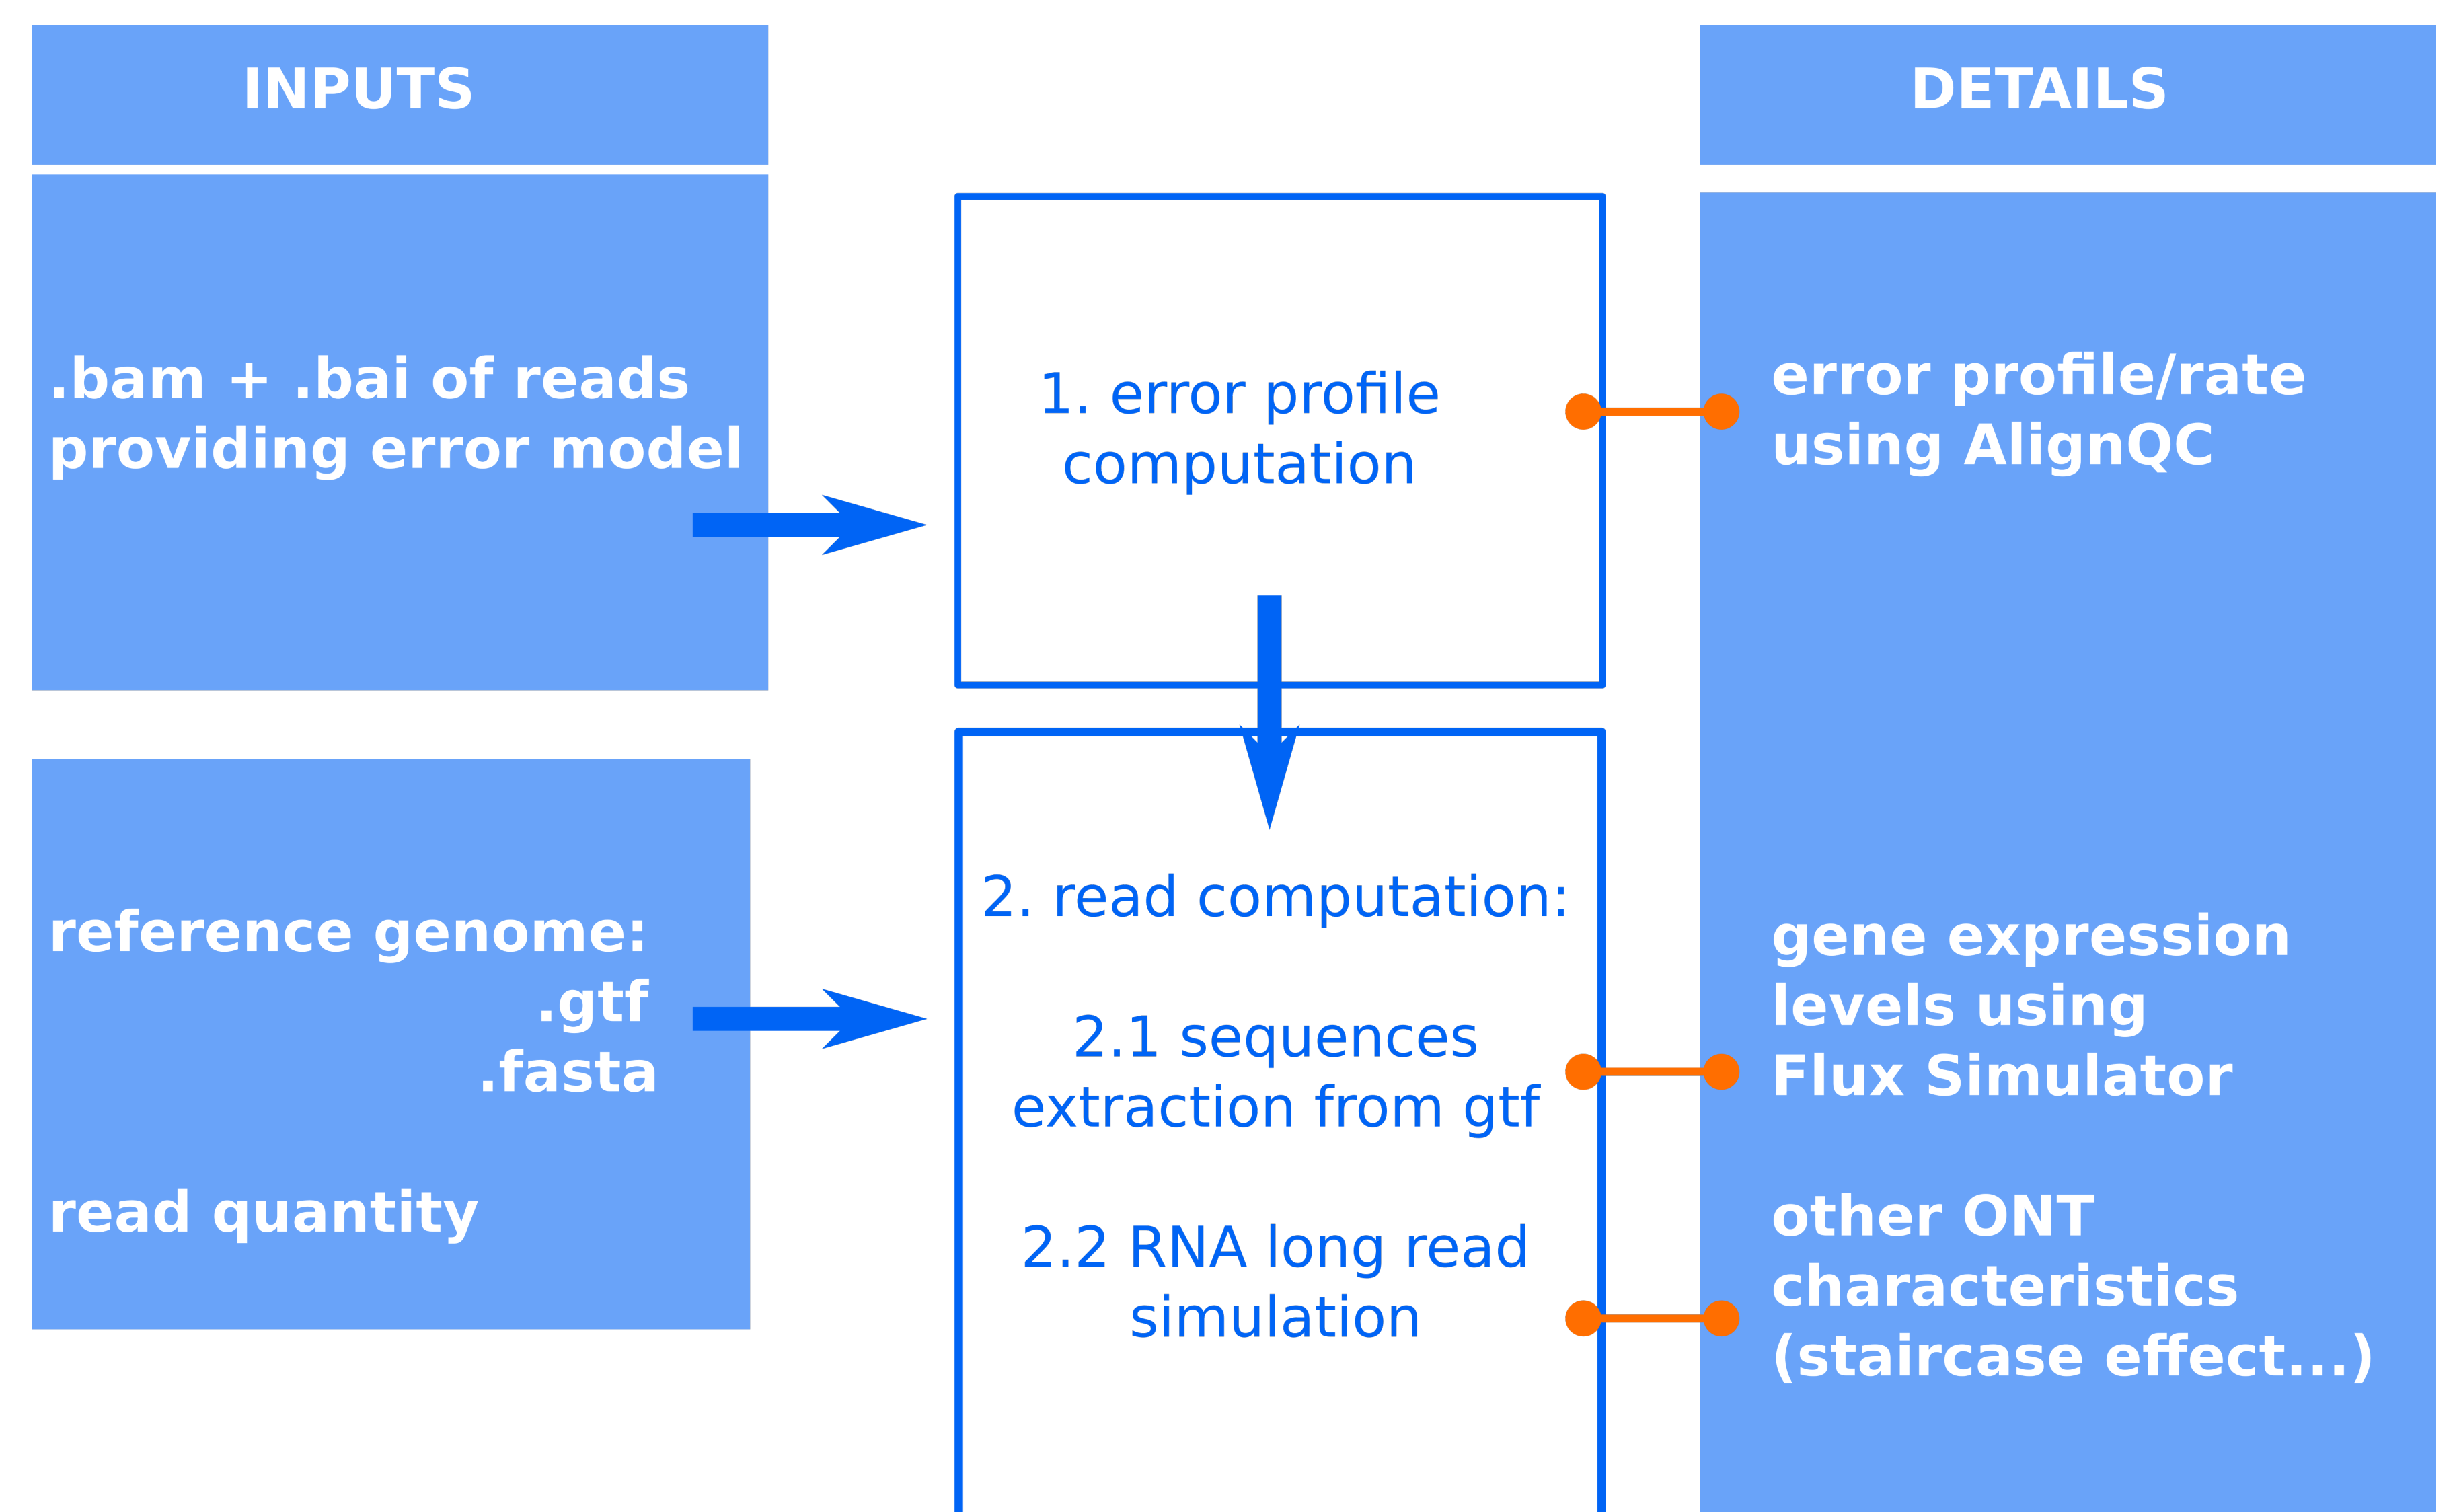 INPUTS
.bam + .bai of reads
providing error model
reference genome:
.gtf
.fasta
read quantity
1. error profile
computation
2. read computation:
2.1 sequences
extraction from gtf
2.2 RNA long read
simulation
DETAILS
error profile/rate
using AlignQC
gene expression
levels using
Flux Simulator
other ONT
characteristics
(staircase effect...)